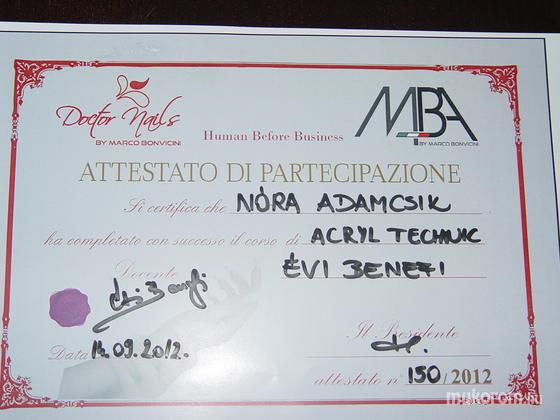 Doctor Nails
BY MARCO BONVICINI
Human Before Business
MBA
BY MARCO BONVICINI
ATTESTATO DI PARTECIPAZIONE
Si certifica che NÓRA ADAMCSIK
ha completato con successo il corso di ACRYL TECHNIK
Docente ÉVI BENEFI
Il Presidente
Data 14.09.2012.
attestato n° 150/2012
mukorom.hu